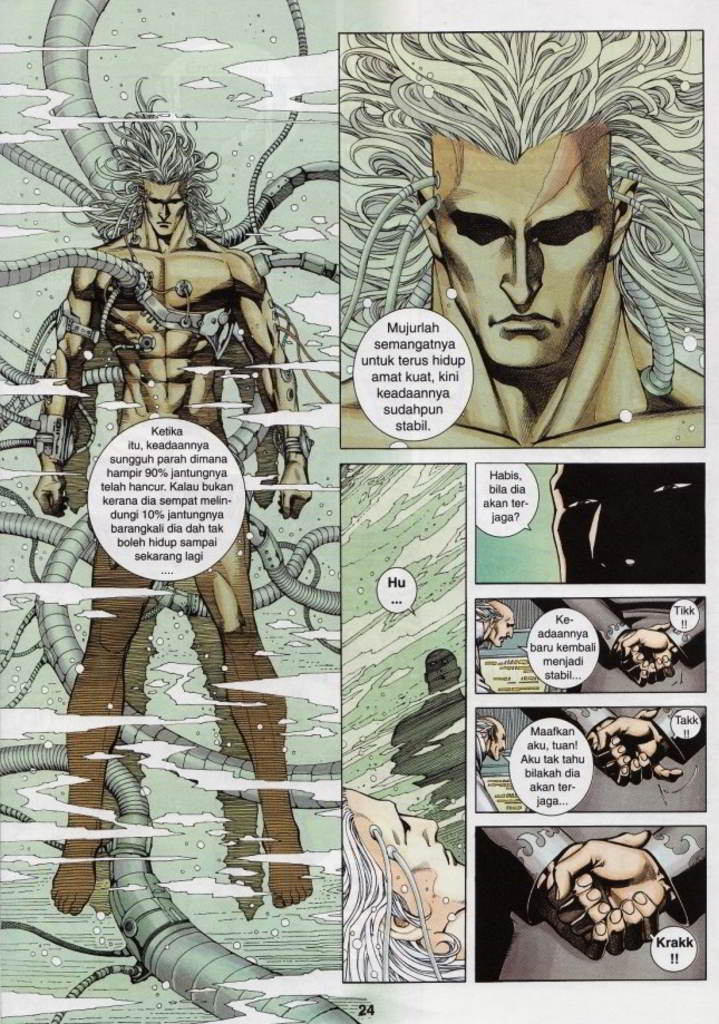 Ketika
itu, keadaannya
sungguh parah dimana
hampir 90% jantungnya
telah hancur. Kalau bukan
kerana dia sempat melin-
dungi 10% jantungnya
barangkali dia dah tak
boleh hidup sampai
sekarang lagi
....
Mujurlah
semangatnya
untuk terus hidup
amat kuat, kini
keadaannya
sudahpun
stabil.
Hu
...
Habis,
bila dia
akan ter-
jaga?
Ke-
adaannya
baru kembali
menjadi
stabil...
Tikk
!!
Maafkan
aku, tuan!
Aku tak tahu
bilakah dia
akan ter-
jaga...
Takk
!!
Krakk
!!
24